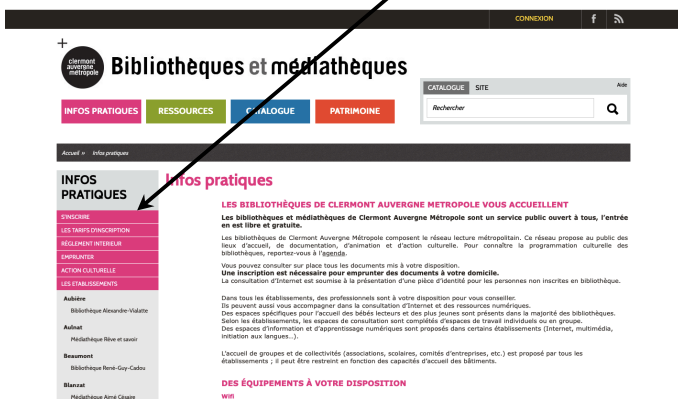 CONNEXION
f
+
clermont
auvergne
métropole
Bibliothèques et médiathèques
CATALOGUE SITE Aide
INFOS PRATIQUES RESSOURCES CATALOGUE PATRIMOINE
Rechercher
Accueil » Infos pratiques
INFOS
PRATIQUES
S'INSCRIRE
LES TARIFS D'INSCRIPTION
RÈGLEMENT INTERIEUR
EMPRUNTER
ACTION CULTURELLE
LES ETABLISSEMENTS
Aubière
Bibliothèque Alexandre-Vialatte
Aulnat
Médiathèque Rêve et savoir
Beaumont
Bibliothèque René-Guy-Cadou
Blanzat
Médiathèque Aimé Césaire
Infos pratiques
LES BIBLIOTHÈQUES DE CLERMONT AUVERGNE METROPOLE VOUS ACCUEILLENT
Les bibliothèques et médiathèques de Clermont Auvergne Métropole sont un service public ouvert à tous, l'entrée
en est libre et gratuite.
Les bibliothèques de Clermont Auvergne Métropole composent le réseau lecture métropolitain. Ce réseau propose au public des
lieux d'accueil, de documentation, d'animation et d'action culturelle. Pour connaître la programmation culturelle des
bibliothèques, reportez-vous à l'agenda.
Vous pouvez consulter sur place tous les documents mis à votre disposition.
Une inscription est nécessaire pour emprunter des documents à votre domicile.
La consultation d'Internet est soumise à la présentation d'une pièce d'identité pour les personnes non inscrites en bibliothèque.
Dans tous les établissements, des professionnels sont à votre disposition pour vous conseiller.
Ils peuvent aussi vous accompagner dans la consultation d'Internet et des ressources numériques.
Des espaces spécifiques pour l'accueil des bébés lecteurs et des plus jeunes sont présents dans la majorité des bibliothèques.
Selon les établissements, les espaces de consultation sont complétés d'espaces de travail individuels ou en groupe.
Des espaces d'information et d'apprentissage numériques sont proposés dans certains établissements (Internet, multimédia,
initiation aux langues...).
L'accueil de groupes et de collectivités (associations, scolaires, comités d'entreprises, etc.) est proposé par tous les
établissements ; il peut être restreint en fonction des capacités d'accueil des bâtiments.
DES ÉQUIPEMENTS À VOTRE DISPOSITION
Wifi